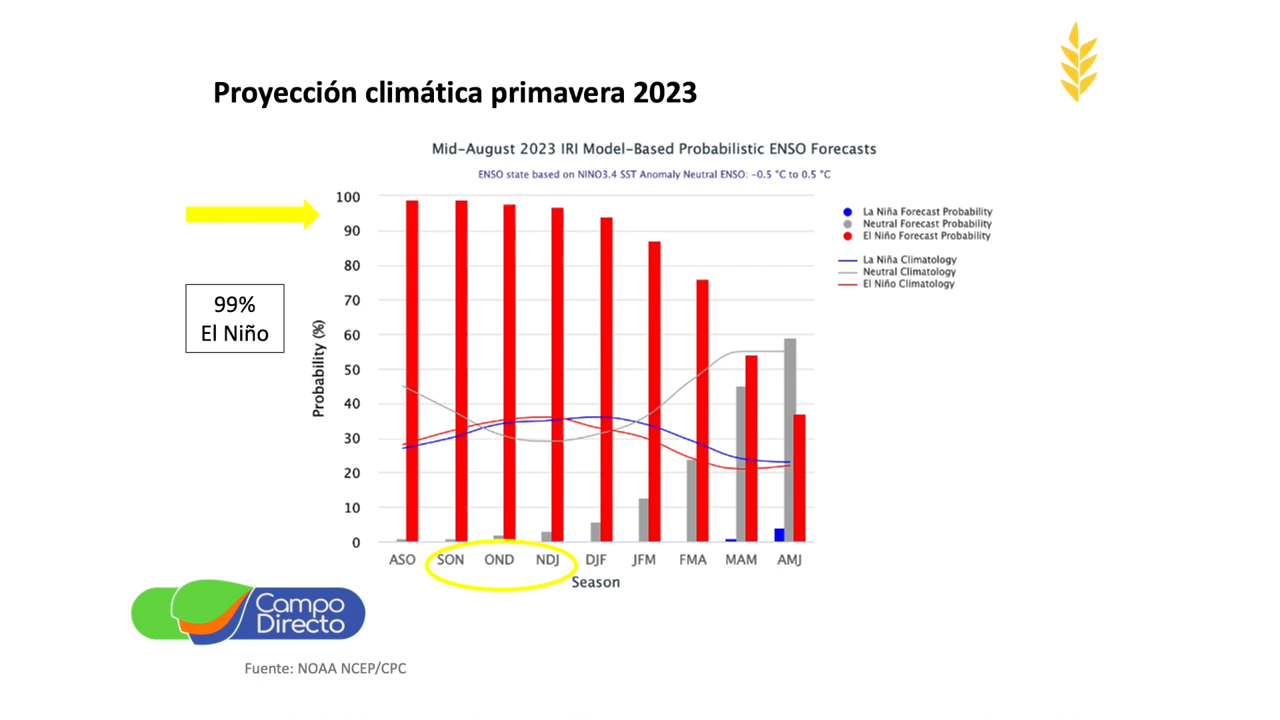 Proyección climática primavera 2023
Mid-August 2023 IRI Model-Based Probabilistic ENSO Forecasts
ENSO state based on NINO3.4 SST Anomaly Neutral ENSO: -0.5 °C to 0.5 °C
99%
El Niño
Probability (%)
100
90
80
70
60
50
40
30
20
10
0
ASO SON OND NDJ DJF JFM FMA MAM AMJ
Season
La Niña Forecast Probability
Neutral Forecast Probability
El Niño Forecast Probability
La Niña Climatology
Neutral Climatology
El Niño Climatology
Campo
Directo
Fuente: NOAA NCEP/CPC